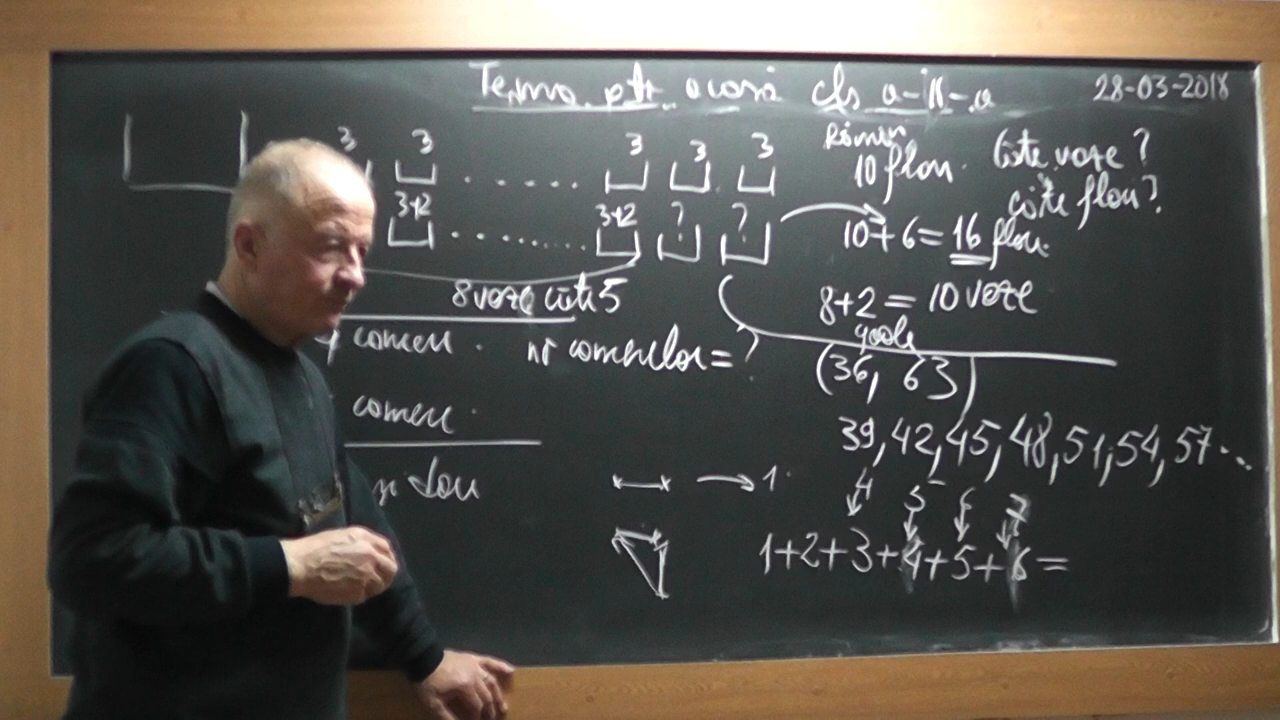 Tema ptr acasă cls a-II-a 28-03-2018
3 3 . . . . . . 3 3 3 Rămân 10 flori. Câte vaze?
câte flori?
3+2 . . . . . . . . 3+2 ? ? 10+6=16 flori.
8 vaze câte 5 8+2=10 vaze
goale
nr camerelor=?
(36, 63)
39,42,45,48,51,54,57...
→1.
4 5 6 7
1+2+3+4+5+6=